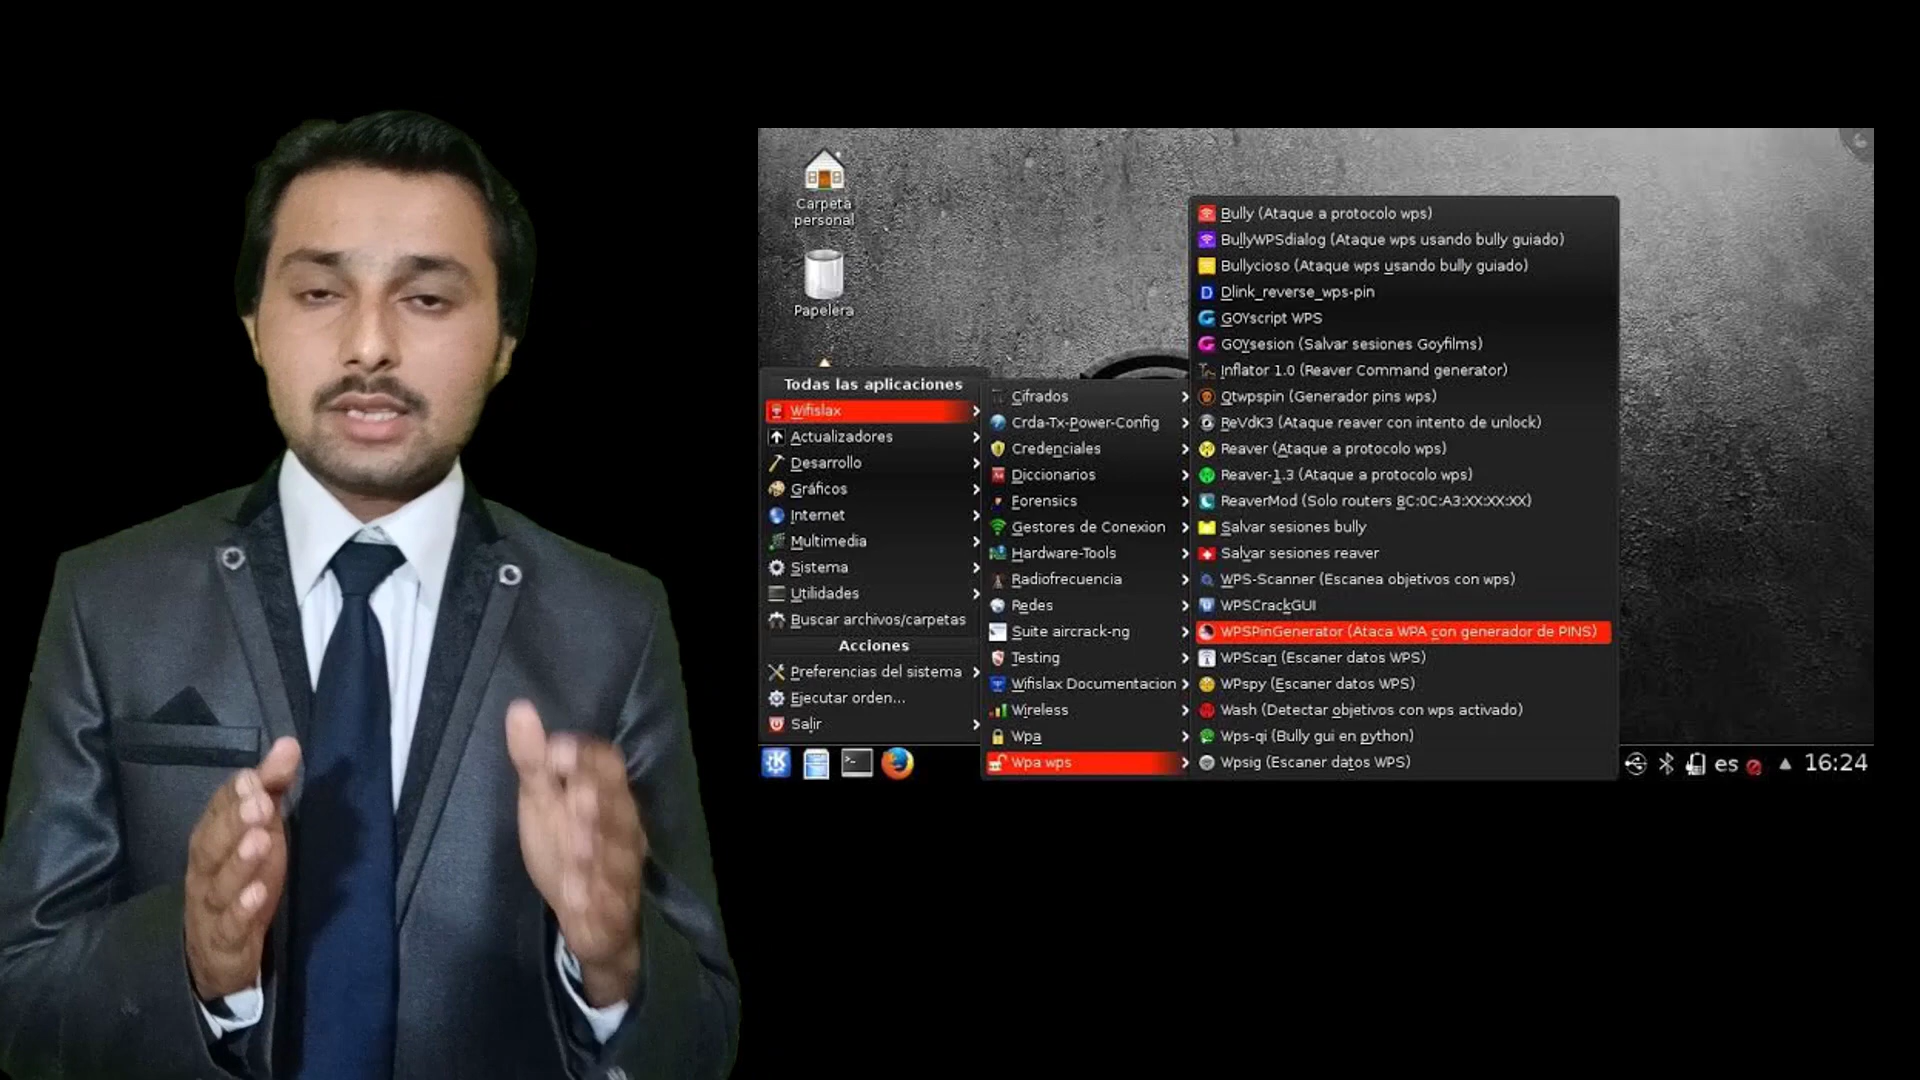 Carpeta
personal
Papelera
Todas las aplicaciones
Wifislax
Actualizadores
Desarrollo
Gráficos
Internet
Multimedia
Sistema
Utilidades
Buscar archivos/carpetas
Acciones
Preferencias del sistema
Ejecutar orden...
Salir
Cifrados
Crda-Tx-Power-Config
Credenciales
Diccionarios
Forensics
Gestores de Conexion
Hardware-Tools
Radiofrecuencia
Redes
Suite aircrack-ng
Testing
Wifislax Documentacion
Wireless
Wpa
Wpa wps
Bully (Ataque a protocolo wps)
BullyWPSdialog (Ataque wps usando bully guiado)
Bullycioso (Ataque wps usando bully guiado)
Dlink_reverse_wps-pin
GOYscript WPS
GOYsesion (Salvar sesiones Goyfilms)
Inflator 1.0 (Reaver Command generator)
Qtwpspin (Generador pins wps)
ReVdK3 (Ataque reaver con intento de unlock)
Reaver (Ataque a protocolo wps)
Reaver-1.3 (Ataque a protocolo wps)
ReaverMod (Solo routers 8C:0C:A3:XX:XX:XX)
Salvar sesiones bully
Salvar sesiones reaver
WPS-Scanner (Escanea objetivos con wps)
WPSCrackGUI
WPSPinGenerator (Ataca WPA con generador de PINS)
WPScan (Escaner datos WPS)
WPspy (Escaner datos WPS)
Wash (Detectar objetivos con wps activado)
Wps-qi (Bully gui en python)
Wpsig (Escaner datos WPS)
es
16:24